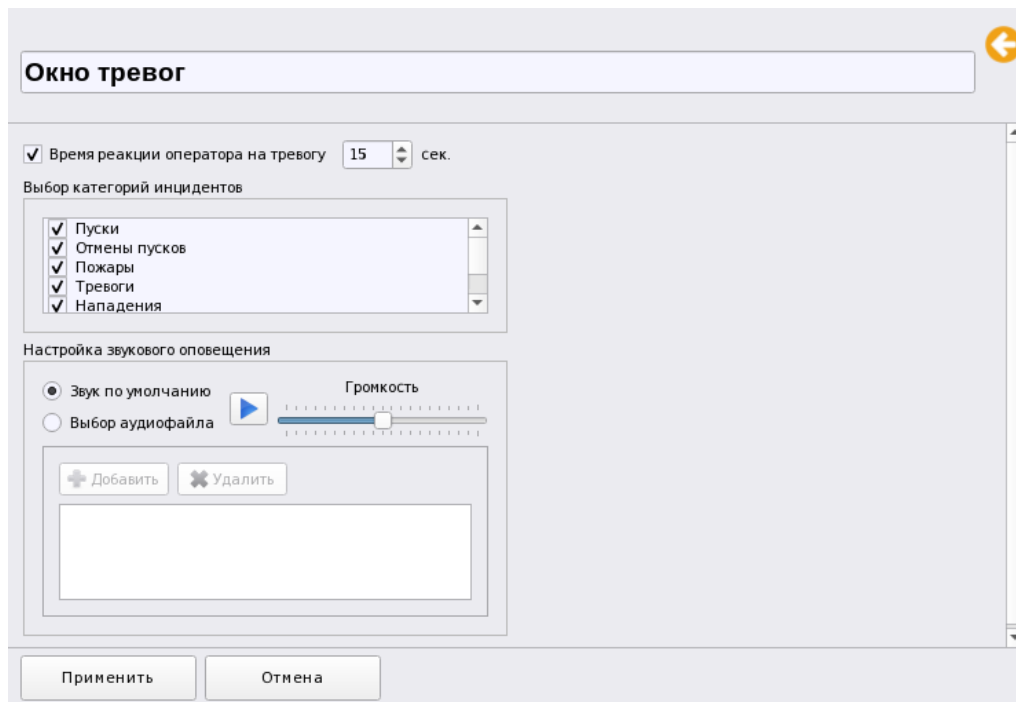 Окно тревог
Время реакции оператора на тревогу 15 сек.
Выбор категорий инцидентов
Пуски
Отмены пусков
Пожары
Тревоги
Нападения
Настройка звукового оповещения
Звук по умолчанию
Громкость
Выбор аудиофайла
Добавить Удалить
Применить Отмена